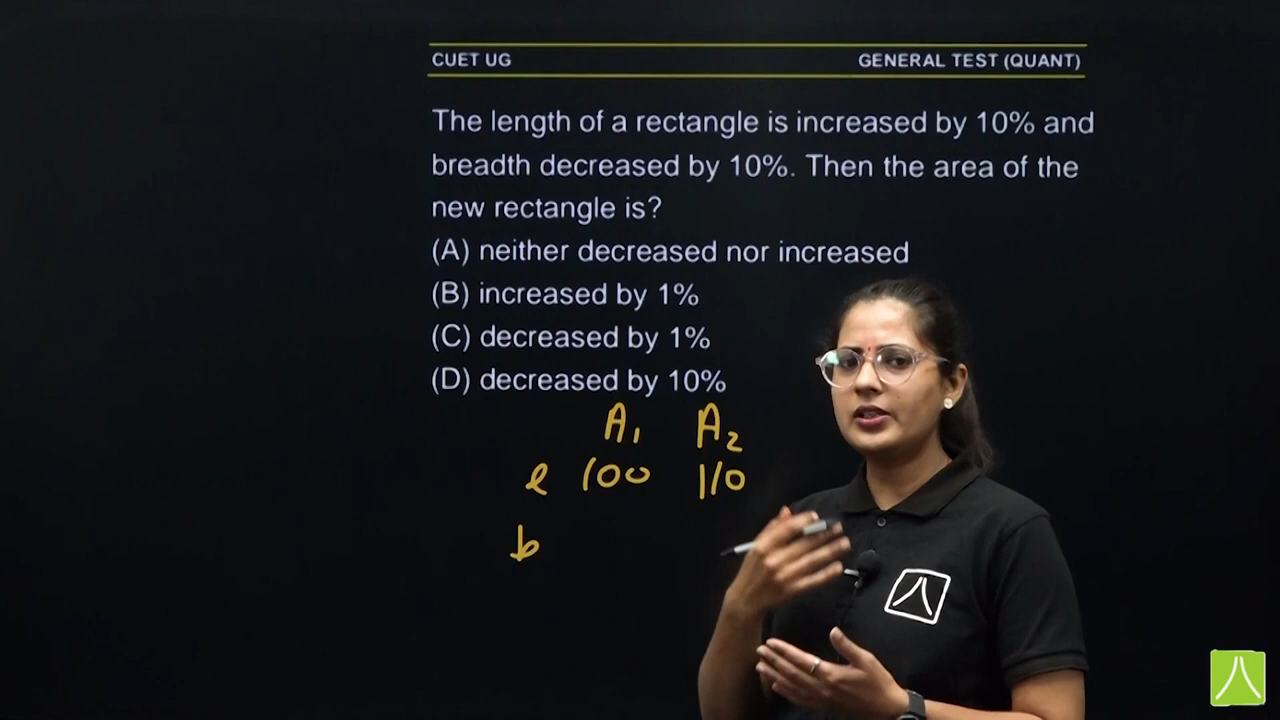 CUET UG GENERAL TEST (QUANT)
The length of a rectangle is increased by 10% and
breadth decreased by 10%. Then the area of the
new rectangle is?
(A) neither decreased nor increased
(B) increased by 1%
(C) decreased by 1%
(D) decreased by 10%
A₁ A₂
l 100 110
b